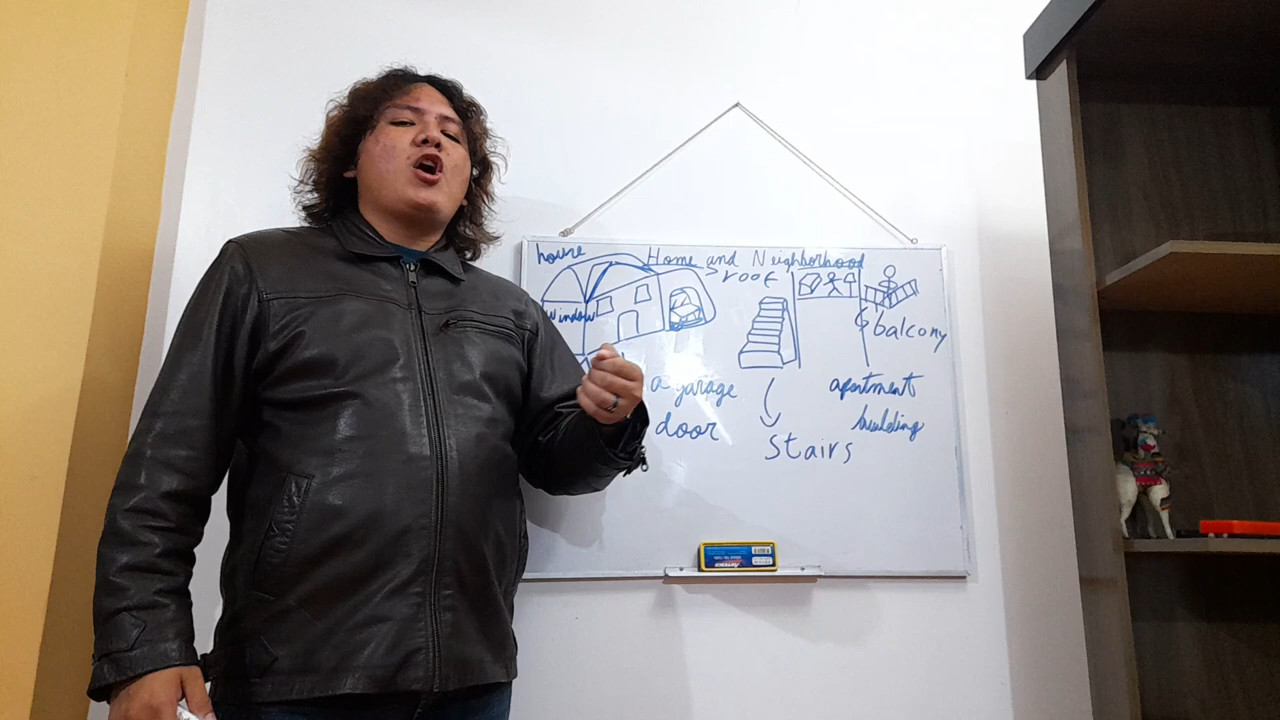 house
Home and Neighborhood
roof
window
balcony
a garage
door
apartment
building
Stairs